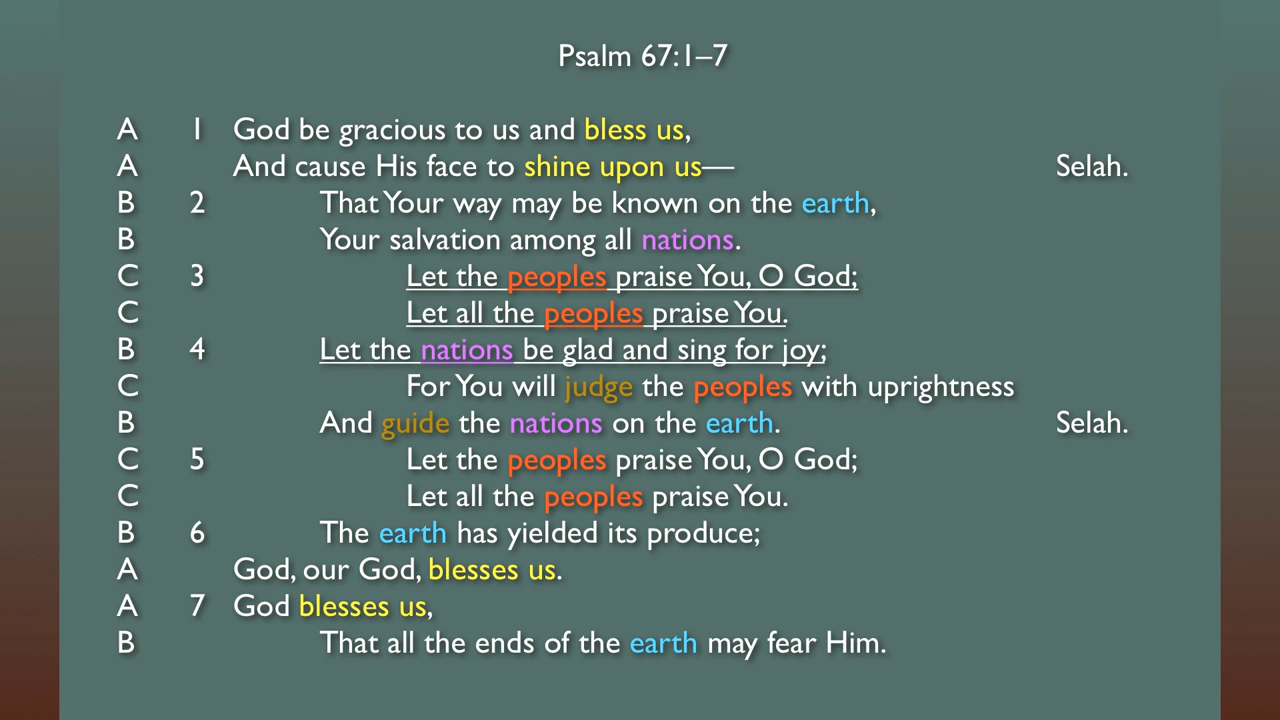 Psalm 67:1–7
A 1 God be gracious to us and bless us,
A And cause His face to shine upon us— Selah.
B 2 That Your way may be known on the earth,
B Your salvation among all nations.
C 3 Let the peoples praise You, O God;
C Let all the peoples praise You.
B 4 Let the nations be glad and sing for joy;
C For You will judge the peoples with uprightness
B And guide the nations on the earth. Selah.
C 5 Let the peoples praise You, O God;
C Let all the peoples praise You.
B 6 The earth has yielded its produce;
A God, our God, blesses us.
A 7 God blesses us,
B That all the ends of the earth may fear Him.